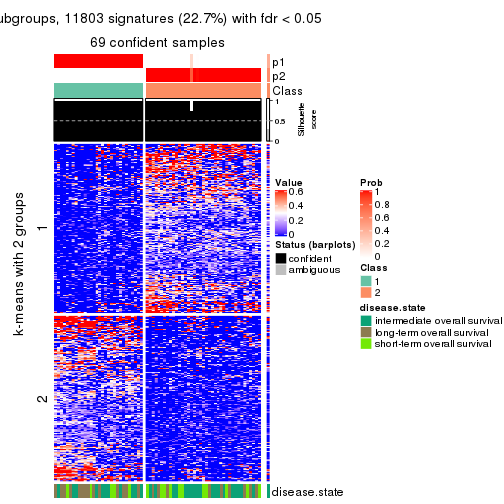 ubgroups, 11803 signatures (22.7%) with fdr < 0.05
69 confident samples
p1
p2
Class
1
0.5
0
Silhouette
score
k-means with 2 groups
1
2
Value
0.6
0.4
0.2
0
Status (barplots)
confident
ambiguous
Prob
1
0.8
0.6
0.4
0.2
0
Class
1
2
disease.state
intermediate overall survival
long-term overall survival
short-term overall survival
disease.state